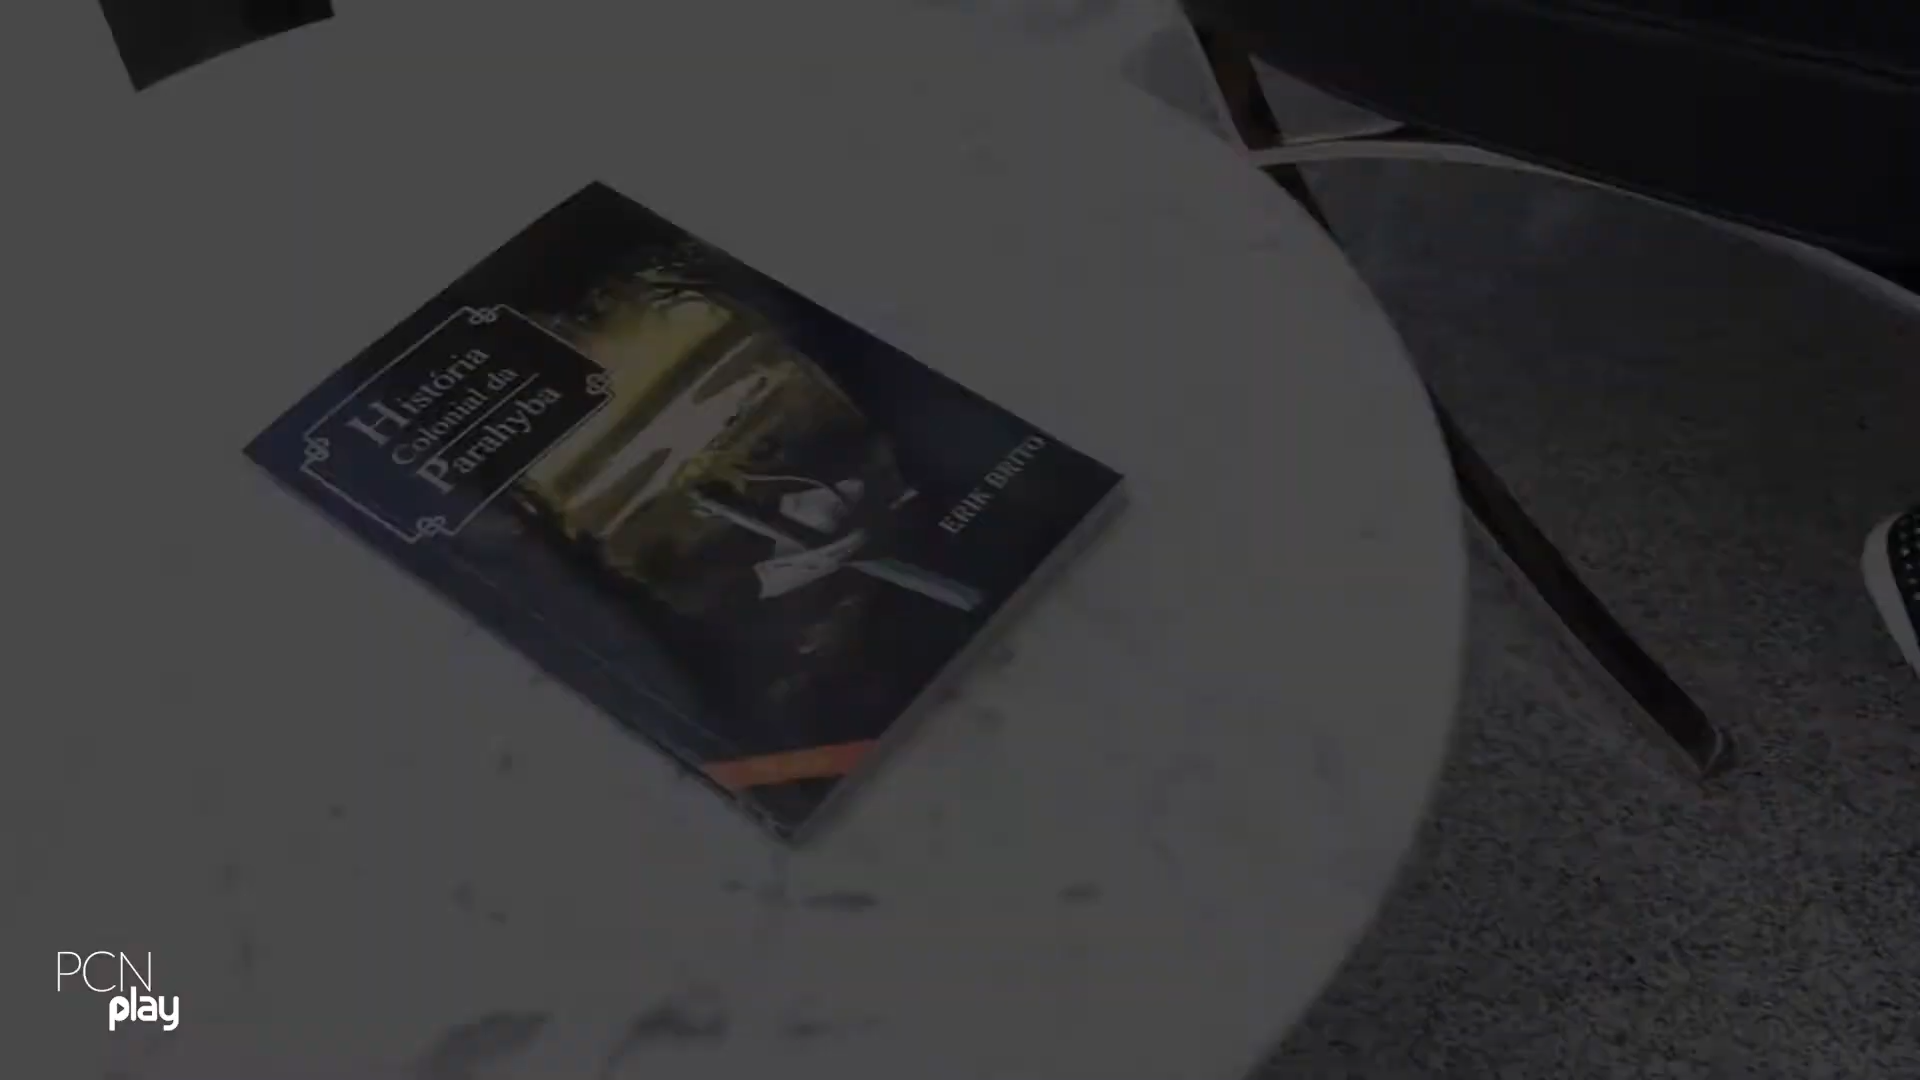 História
Colonial da
Parahyba
ERIK BRITO
PCN
play